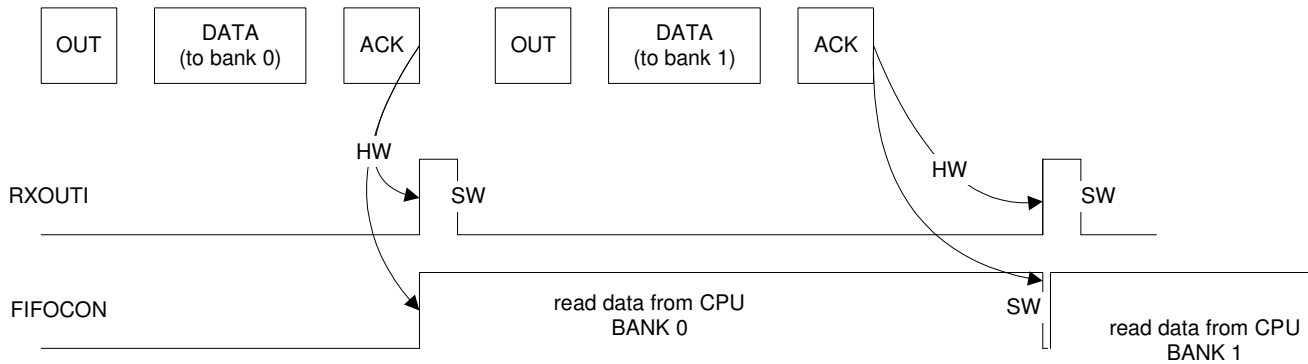 OUT
DATA
(to bank 0)
ACK
OUT
DATA
(to bank 1)
ACK
HW
HW
RXOUTI
SW
SW
FIFOCON
read data from CPU
BANK 0
SW
read data from CPU
BANK 1